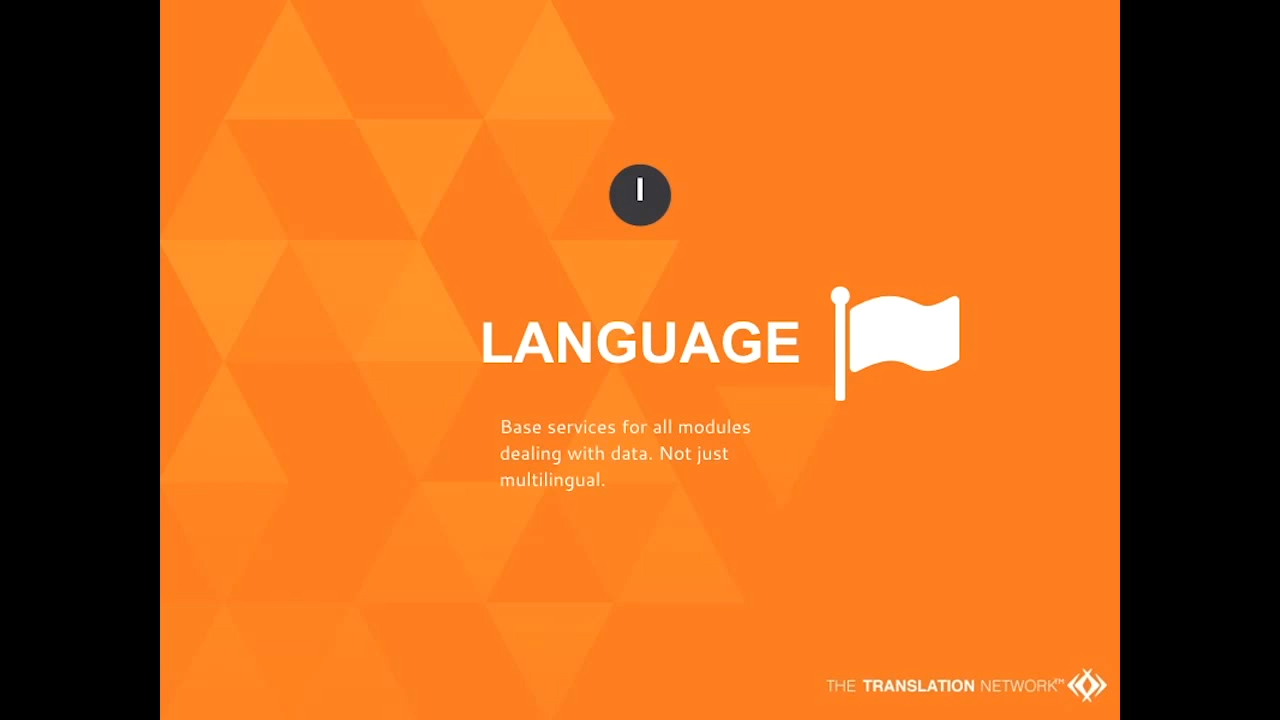 I
LANGUAGE
Base services for all modules
dealing with data. Not just
multilingual.
THE TRANSLATION NETWORK™